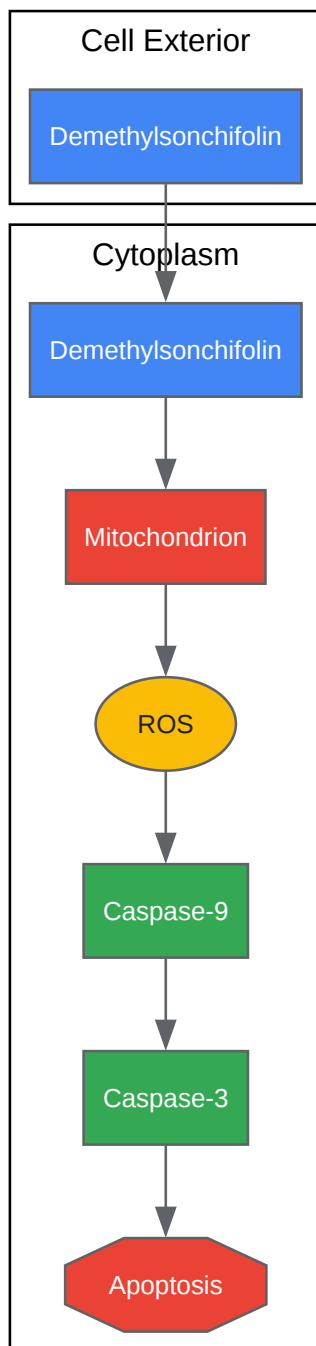 Cell Exterior
Demethylsonchifolin
Cytoplasm
Demethylsonchifolin
Mitochondrion
ROS
Caspase-9
Caspase-3
Apoptosis